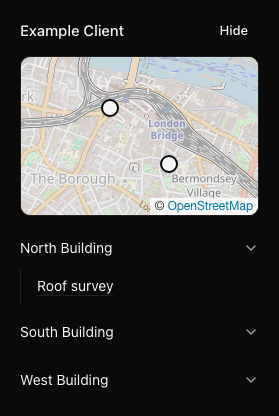 Example Client
Hide
rk
London
Bridge
The Borough
Bermondsey
Village
© OpenStreetMap
North Building
Roof survey
South Building
West Building